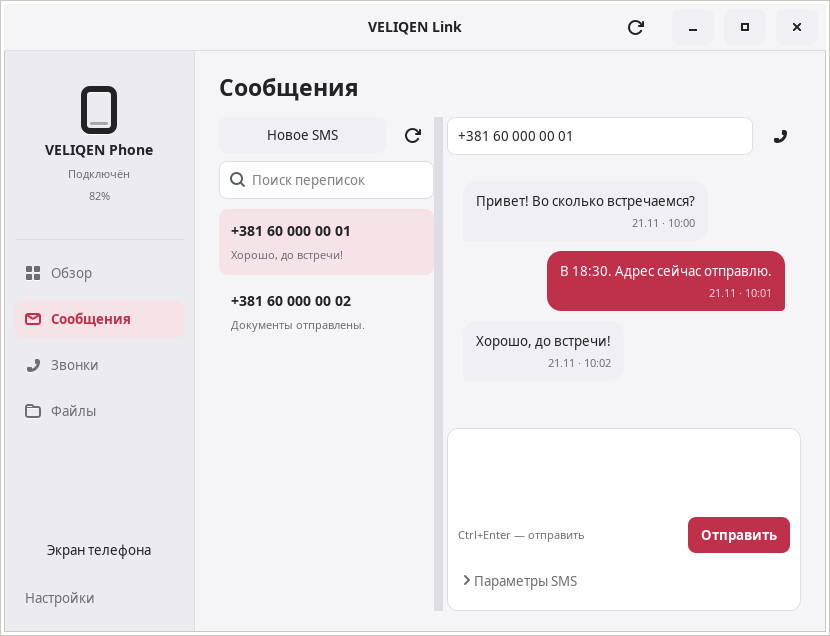 VELIQEN Link
VELIQEN Phone
Подключён
82%
Обзор
Сообщения
Звонки
Файлы
Экран телефона
Настройки
Сообщения
Новое SMS
Поиск переписок
+381 60 000 00 01
Хорошо, до встречи!
+381 60 000 00 02
Документы отправлены.
+381 60 000 00 01
Привет! Во сколько встречаемся?
21.11 · 10:00
В 18:30. Адрес сейчас отправлю.
21.11 · 10:01
Хорошо, до встречи!
21.11 · 10:02
Ctrl+Enter — отправить
Отправить
Параметры SMS